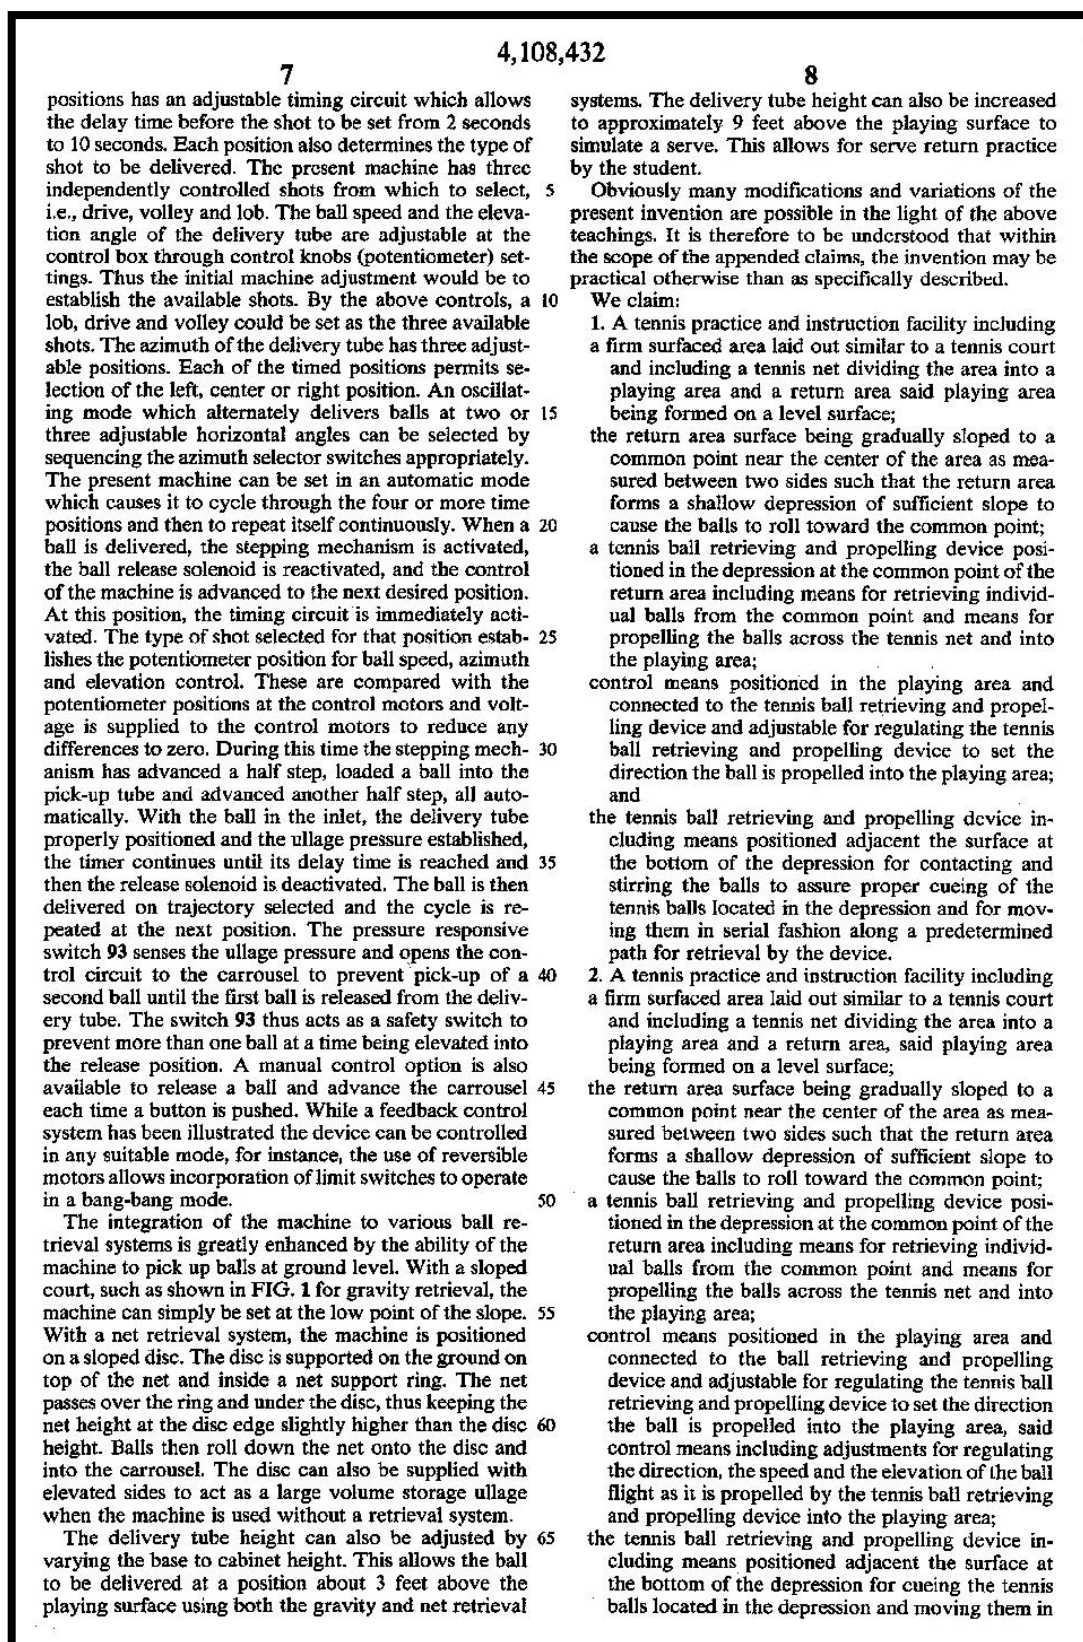 4,108,432
7
positions has an adjustable timing circuit which allows
the delay time before the shot to be set from 2 seconds
to 10 seconds. Each position also determines the type of
shot to be delivered. The present machine has three
independently controlled shots from which to select, 5
i.e., drive, volley and lob. The ball speed and the eleva-
tion angle of the delivery tube are adjustable at the
control box through control knobs (potentiometer) set-
tings. Thus the initial machine adjustment would be to
establish the available shots. By the above controls, a 10
lob, drive and volley could be set as the three available
shots. The azimuth of the delivery tube has three adjust-
able positions. Each of the timed positions permits se-
lection of the left, center or right position. An oscillat-
ing mode which alternately delivers balls at two or 15
three adjustable horizontal angles can be selected by
sequencing the azimuth selector switches appropriately.
The present machine can be set in an automatic mode
which causes it to cycle through the four or more time
positions and then to repeat itself continuously. When a 20
ball is delivered, the stepping mechanism is activated,
the ball release solenoid is reactivated, and the control
of the machine is advanced to the next desired position.
At this position, the timing circuit is immediately acti-
vated. The type of shot selected for that position estab- 25
lishes the potentiometer position for ball speed, azimuth
and elevation control. These are compared with the
potentiometer positions at the control motors and volt-
age is supplied to the control motors to reduce any
differences to zero. During this time the stepping mech- 30
anism has advanced a half step, loaded a ball into the
pick-up tube and advanced another half step, all auto-
matically. With the ball in the inlet, the delivery tube
properly positioned and the ullage pressure established,
the timer continues until its delay time is reached and 35
then the release solenoid is deactivated. The ball is then
delivered on trajectory selected and the cycle is re-
peated at the next position. The pressure responsive
switch 93 senses the ullage pressure and opens the con-
trol circuit to the carrousel to prevent pick-up of a 40
second ball until the first ball is released from the deliv-
ery tube. The switch 93 thus acts as a safety switch to
prevent more than one ball at a time being elevated into
the release position. A manual control option is also
available to release a ball and advance the carrousel 45
each time a button is pushed. While a feedback control
system has been illustrated the device can be controlled
in any suitable mode, for instance, the use of reversible
motors allows incorporation of limit switches to operate
in a bang-bang mode. 50
The integration of the machine to various ball re-
trieval systems is greatly enhanced by the ability of the
machine to pick up balls at ground level. With a sloped
court, such as shown in FIG. 1 for gravity retrieval, the
machine can simply be set at the low point of the slope. 55
With a net retrieval system, the machine is positioned
on a sloped disc. The disc is supported on the ground on
top of the net and inside a net support ring. The net
passes over the ring and under the disc, thus keeping the
net height at the disc edge slightly higher than the disc 60
height. Balls then roll down the net onto the disc and
into the carrousel. The disc can also be supplied with
elevated sides to act as a large volume storage ullage
when the machine is used without a retrieval system.
The delivery tube height can also be adjusted by 65
varying the base to cabinet height. This allows the ball
to be delivered at a position about 3 feet above the
playing surface using both the gravity and net retrieval
8
systems. The delivery tube height can also be increased
to approximately 9 feet above the playing surface to
simulate a serve. This allows for serve return practice
by the student.
Obviously many modifications and variations of the
present invention are possible in the light of the above
teachings. It is therefore to be understood that within
the scope of the appended claims, the invention may be
practical otherwise than as specifically described.
We claim:
1. A tennis practice and instruction facility including
a firm surfaced area laid out similar to a tennis court
and including a tennis net dividing the area into a
playing area and a return area said playing area
being formed on a level surface;
the return area surface being gradually sloped to a
common point near the center of the area as mea-
sured between two sides such that the return area
forms a shallow depression of sufficient slope to
cause the balls to roll toward the common point;
a tennis ball retrieving and propelling device posi-
tioned in the depression at the common point of the
return area including means for retrieving individ-
ual balls from the common point and means for
propelling the balls across the tennis net and into
the playing area;
control means positioned in the playing area and
connected to the tennis ball retrieving and propel-
ling device and adjustable for regulating the tennis
ball retrieving and propelling device to set the
direction the ball is propelled into the playing area;
and
the tennis ball retrieving and propelling device in-
cluding means positioned adjacent the surface at
the bottom of the depression for contacting and
stirring the balls to assure proper cueing of the
tennis balls located in the depression and for mov-
ing them in serial fashion along a predetermined
path for retrieval by the device.
2. A tennis practice and instruction facility including
a firm surfaced area laid out similar to a tennis court
and including a tennis net dividing the area into a
playing area and a return area, said playing area
being formed on a level surface;
the return area surface being gradually sloped to a
common point near the center of the area as mea-
sured between two sides such that the return area
forms a shallow depression of sufficient slope to
cause the balls to roll toward the common point;
a tennis ball retrieving and propelling device posi-
tioned in the depression at the common point of the
return area including means for retrieving individ-
ual balls from the common point and means for
propelling the balls across the tennis net and into
the playing area;
control means positioned in the playing area and
connected to the ball retrieving and propelling
device and adjustable for regulating the tennis ball
retrieving and propelling device to set the direction
the ball is propelled into the playing area, said
control means including adjustments for regulating
the direction, the speed and the elevation of the ball
flight as it is propelled by the tennis ball retrieving
and propelling device into the playing area;
the tennis ball retrieving and propelling device in-
cluding means positioned adjacent the surface at
the bottom of the depression for cueing the tennis
balls located in the depression and moving them in